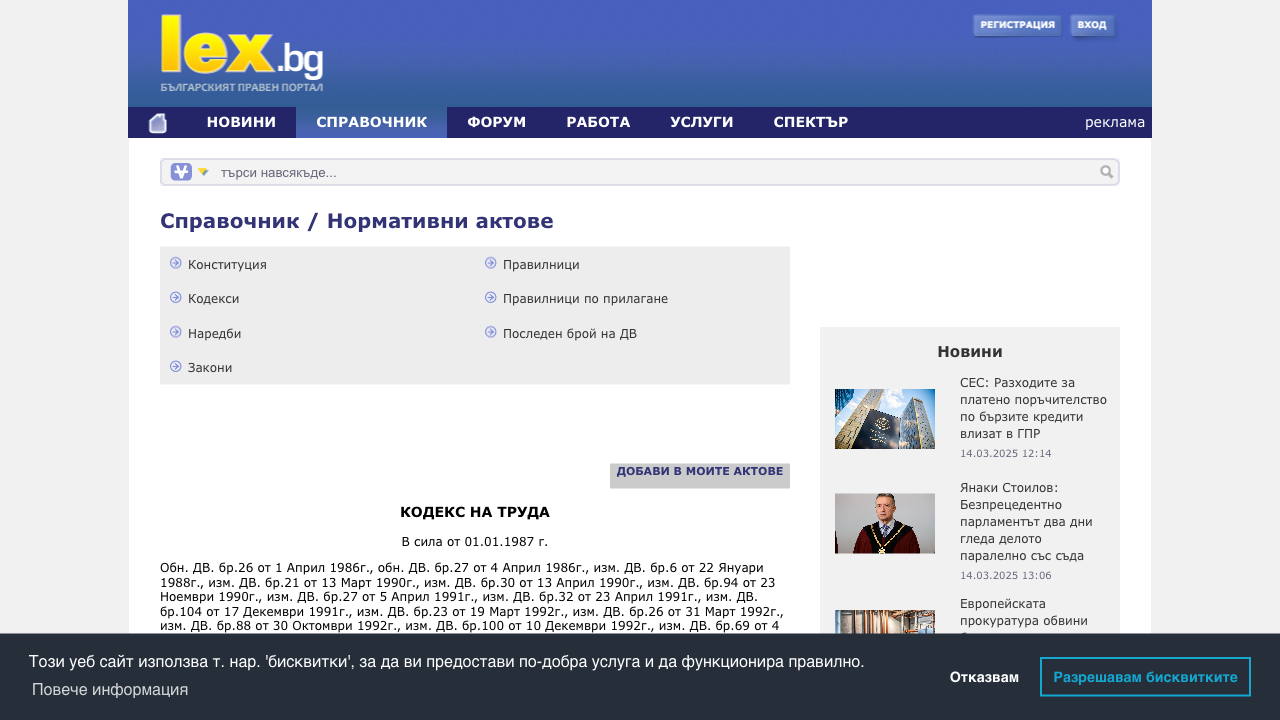 lex.bg
БЪЛГАРСКИЯТ ПРАВЕН ПОРТАЛ
РЕГИСТРАЦИЯ
ВХОД
НОВИНИ
СПРАВОЧНИК
ФОРУМ
РАБОТА
УСЛУГИ
СПЕКТЪР
реклама
търси навсякъде...
Справочник / Нормативни актове
Конституция
Кодекси
Наредби
Закони
Правилници
Правилници по прилагане
Последен брой на ДВ
ДОБАВИ В МОИТЕ АКТОВЕ
КОДЕКС НА ТРУДА
В сила от 01.01.1987 г.
Обн. ДВ. бр.26 от 1 Април 1986г., обн. ДВ. бр.27 от 4 Април 1986г., изм. ДВ. бр.6 от 22 Януари
1988г., изм. ДВ. бр.21 от 13 Март 1990г., изм. ДВ. бр.30 от 13 Април 1990г., изм. ДВ. бр.94 от 23
Ноември 1990г., изм. ДВ. бр.27 от 5 Април 1991г., изм. ДВ. бр.32 от 23 Април 1991г., изм. ДВ.
бр.104 от 17 Декември 1991г., изм. ДВ. бр.23 от 19 Март 1992г., изм. ДВ. бр.26 от 31 Март 1992г.,
изм. ДВ. бр.88 от 30 Октомври 1992г., изм. ДВ. бр.100 от 10 Декември 1992г., изм. ДВ. бр.69 от 4
Новини
СЕС: Разходите за
платено поръчителство
по бързите кредити
влизат в ГПР
14.03.2025 12:14
Янаки Стоилов:
Безпрецедентно
парламентът два дни
гледа делото
паралелно със съда
14.03.2025 13:06
Европейската
прокуратура обвини
Този уеб сайт използва т. нар. 'бисквитки', за да ви предостави по-добра услуга и да функционира правилно.
Повече информация
Отказвам
Разрешавам бисквитките